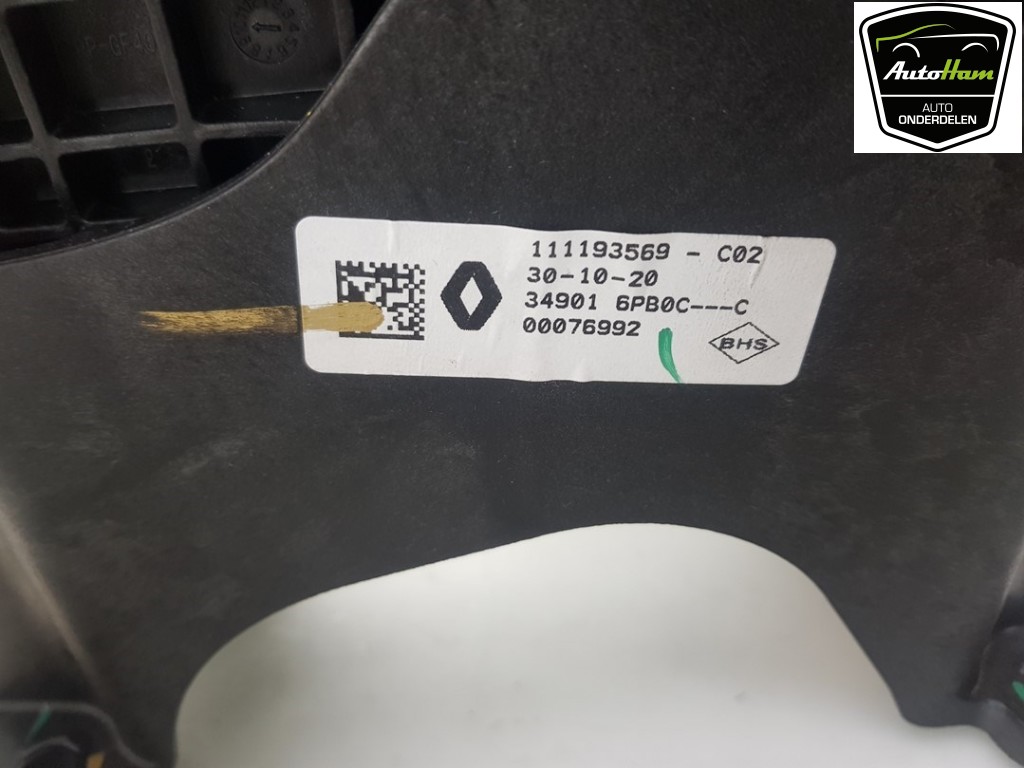 AutoHam
AUTO
ONDERDELEN
111193569 - C02
30-10-20
34901 6PB0C---C
00076992
BHS